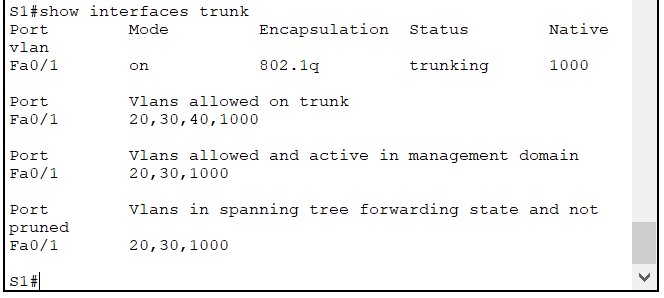 S1#show interfaces trunk
Port Mode Encapsulation Status Native
vlan
Fa0/1 on 802.1q trunking 1000
Port Vlans allowed on trunk
Fa0/1 20,30,40,1000
Port Vlans allowed and active in management domain
Fa0/1 20,30,1000
Port Vlans in spanning tree forwarding state and not
pruned
Fa0/1 20,30,1000
S1#